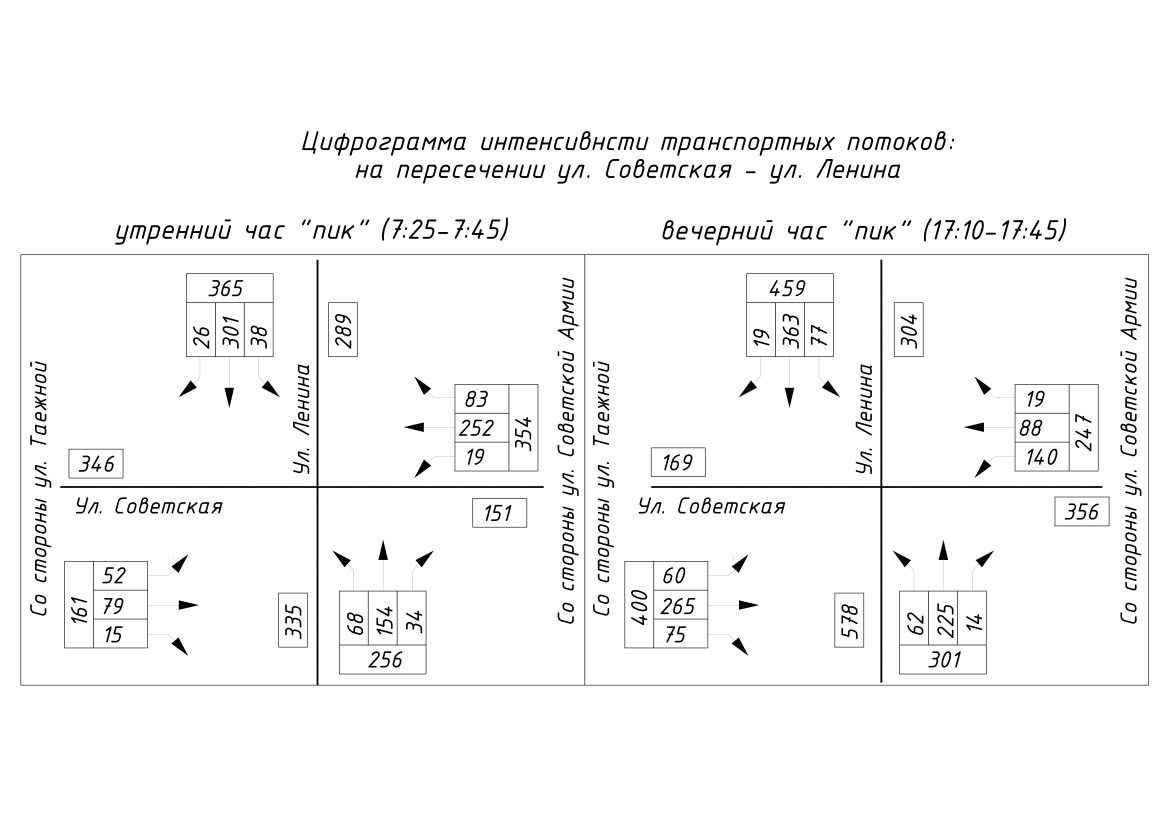 Цифрограмма интенсивнсти транспортных потоков:
на пересечении ул. Советская - ул. Ленина
утренний час "пик" (7:25-7:45)
вечерний час "пик" (17:10-17:45)
365
26 301 38
289
83
252
19
354
346
151
52
79
15
161
335
68 154 34
256
Ул. Советская
Ул. Ленина
Со стороны ул. Таежной
Со стороны ул. Советской Армии
459
19 363 77
304
19
88
140
247
169
356
60
265
75
400
578
62 225 14
301
Ул. Советская
Ул. Ленина
Со стороны ул. Таежной
Со стороны ул. Советской Армии